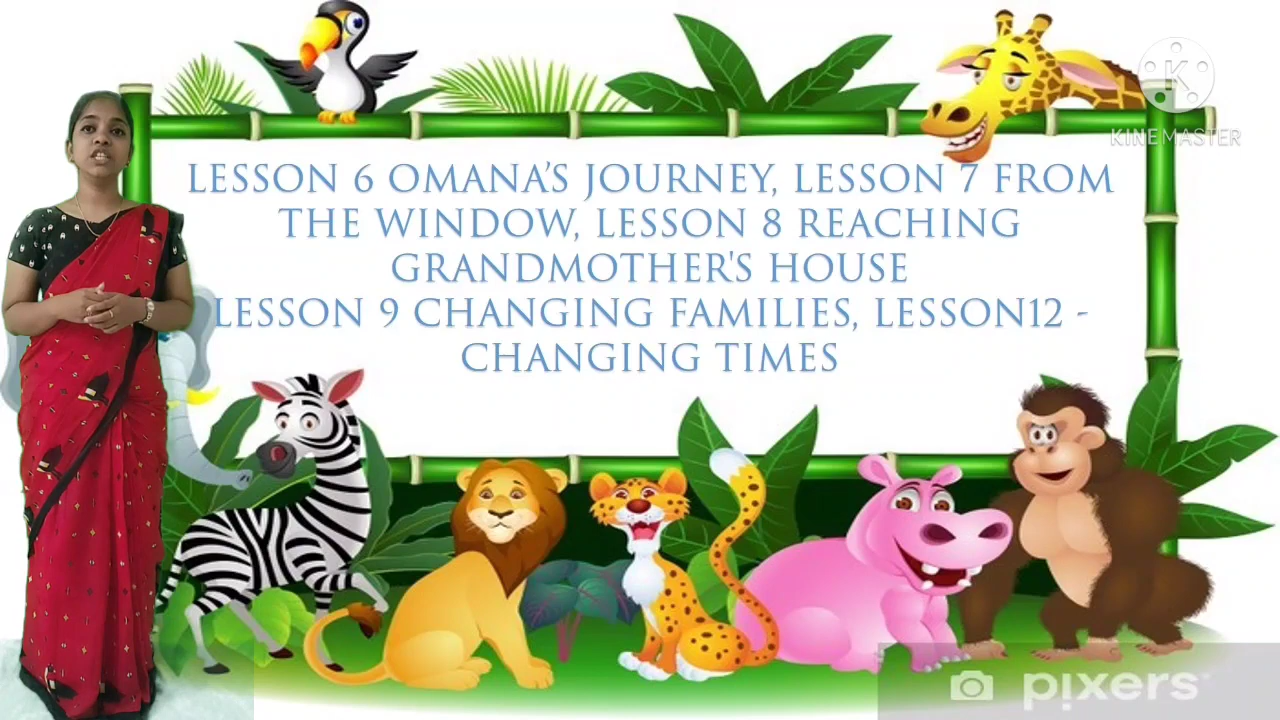 K
KINEMASTER
LESSON 6 OMANA'S JOURNEY, LESSON 7 FROM
THE WINDOW, LESSON 8 REACHING
GRANDMOTHER'S HOUSE
LESSON 9 CHANGING FAMILIES, LESSON12 -
CHANGING TIMES
pixers